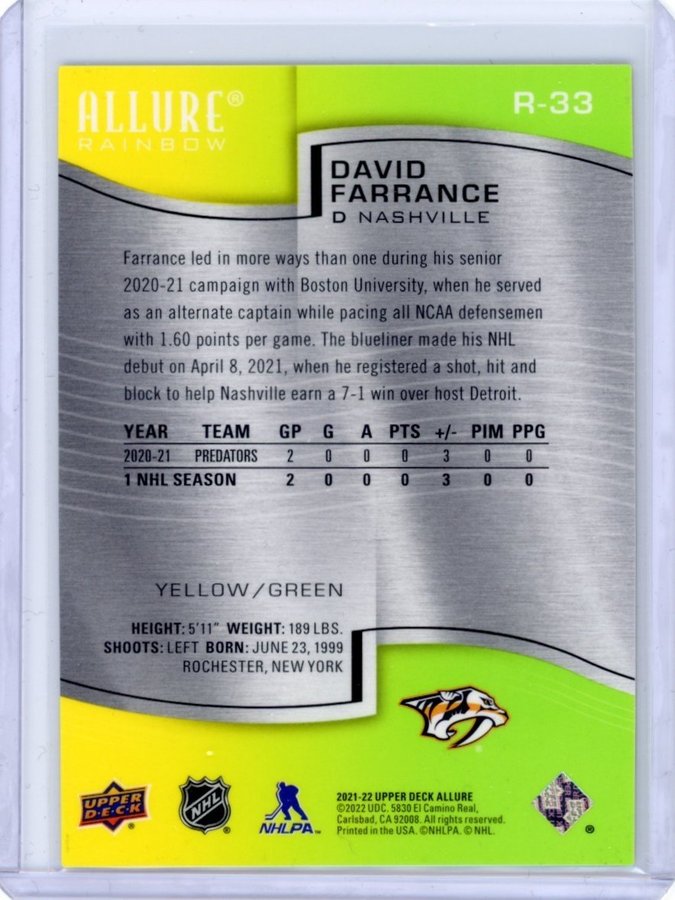 ALLURE®
RAINBOW
R-33
DAVID
FARRANCE
D NASHVILLE
Farrance led in more ways than one during his senior
2020-21 campaign with Boston University, when he served
as an alternate captain while pacing all NCAA defensemen
with 1.60 points per game. The blueliner made his NHL
debut on April 8, 2021, when he registered a shot, hit and
block to help Nashville earn a 7-1 win over host Detroit.
YEAR TEAM GP G A PTS +/- PIM PPG
2020-21 PREDATORS 2 0 0 0 3 0 0
1 NHL SEASON 2 0 0 0 3 0 0
YELLOW/GREEN
HEIGHT: 5'11" WEIGHT: 189 LBS.
SHOOTS: LEFT BORN: JUNE 23, 1999
ROCHESTER, NEW YORK
UPPER
D·E·C·K
®
NHL
®
NHLPA™
2021-22 UPPER DECK ALLURE
©2022 UDC. 5830 El Camino Real,
Carlsbad, CA 92008. All rights reserved.
Printed in the USA. ©NHLPA. © NHL.
®